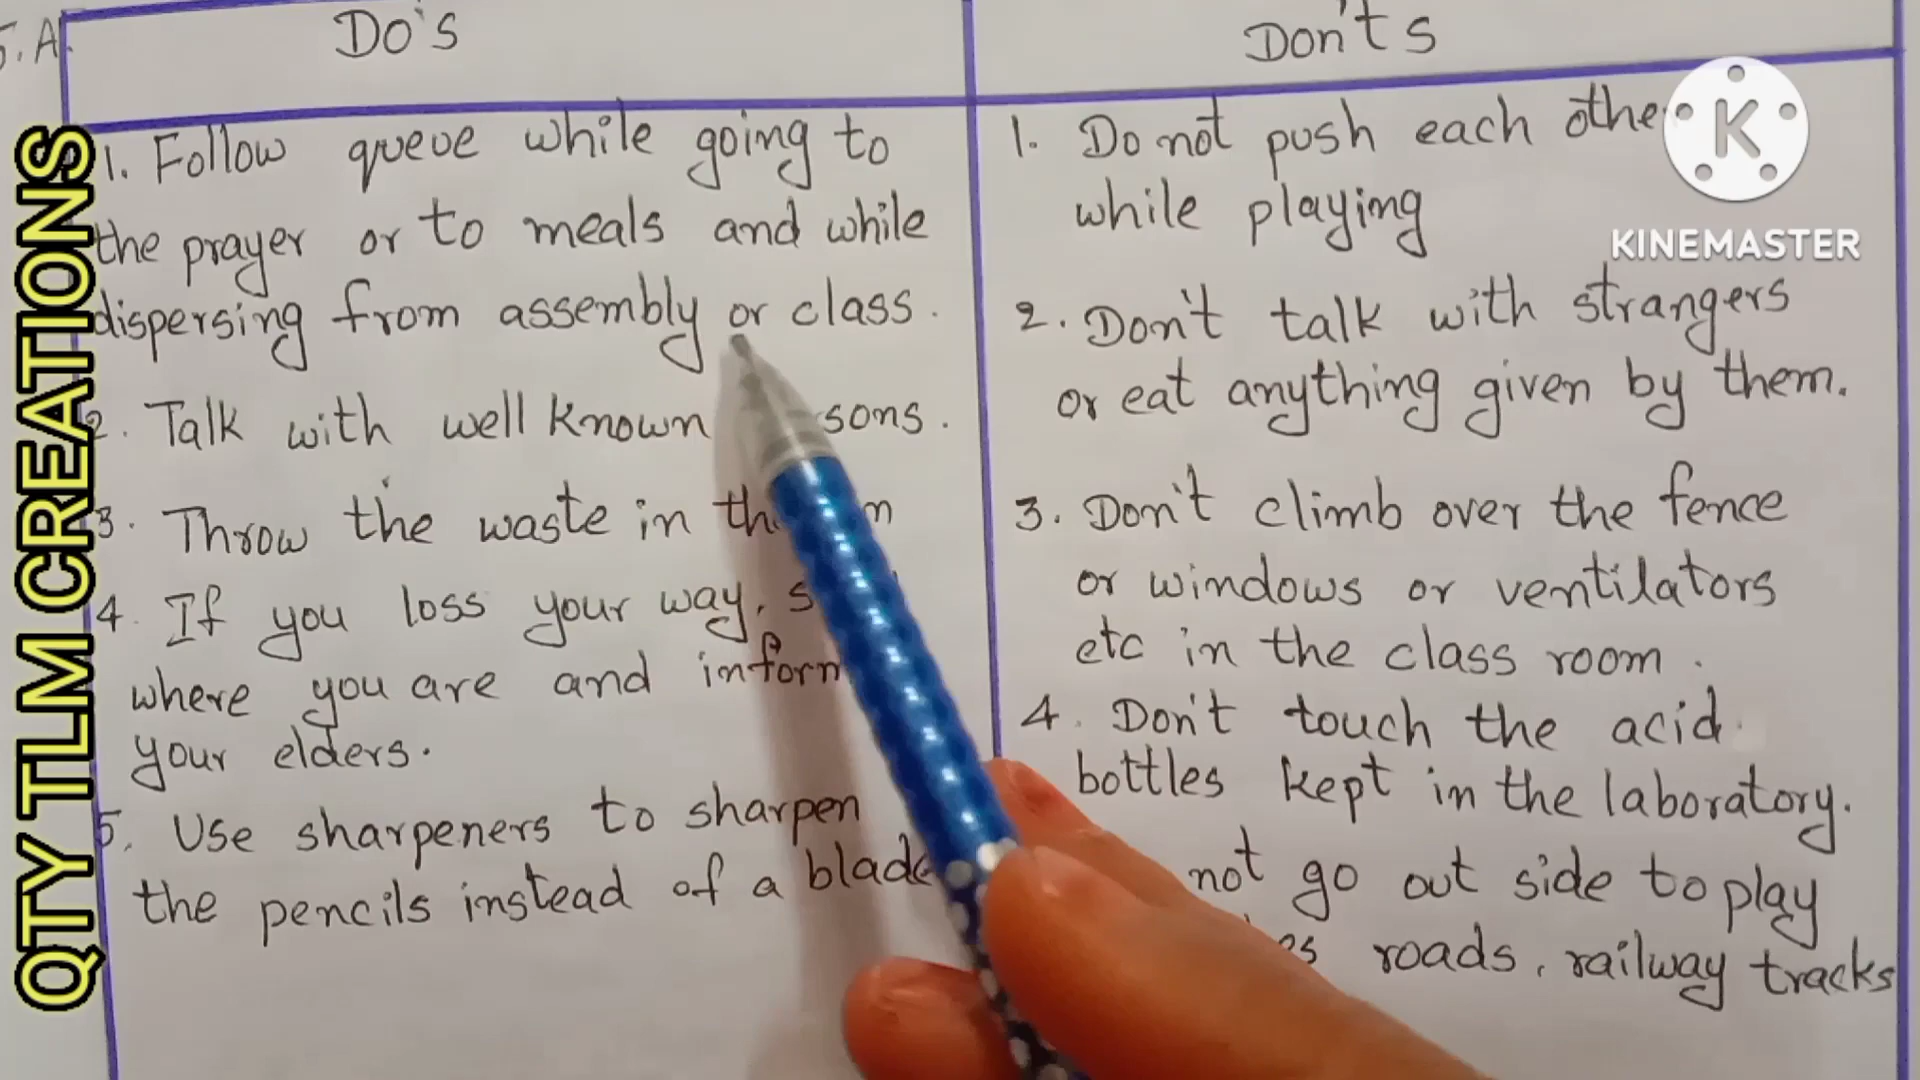 5.A.
Do's
1. Follow queue while going to
the prayer or to meals and while
dispersing from assembly or class.
2. Talk with well known
3. Throw the waste in
4. If you loss your way,
where you are and inform
your elders.
5. Use sharpeners to sharpen
the pencils instead of a blade
Don'ts
1. Do not push each othe
while playing
2. Don't talk with strangers
or eat anything given by them.
3. Don't climb over the fence
or windows or ventilators
etc in the class room.
4. Don't touch the acid
bottles kept in the laboratory.
not go out side to play
roads, railway tracks
QTY TLM CREATIONS
K
KINEMASTER